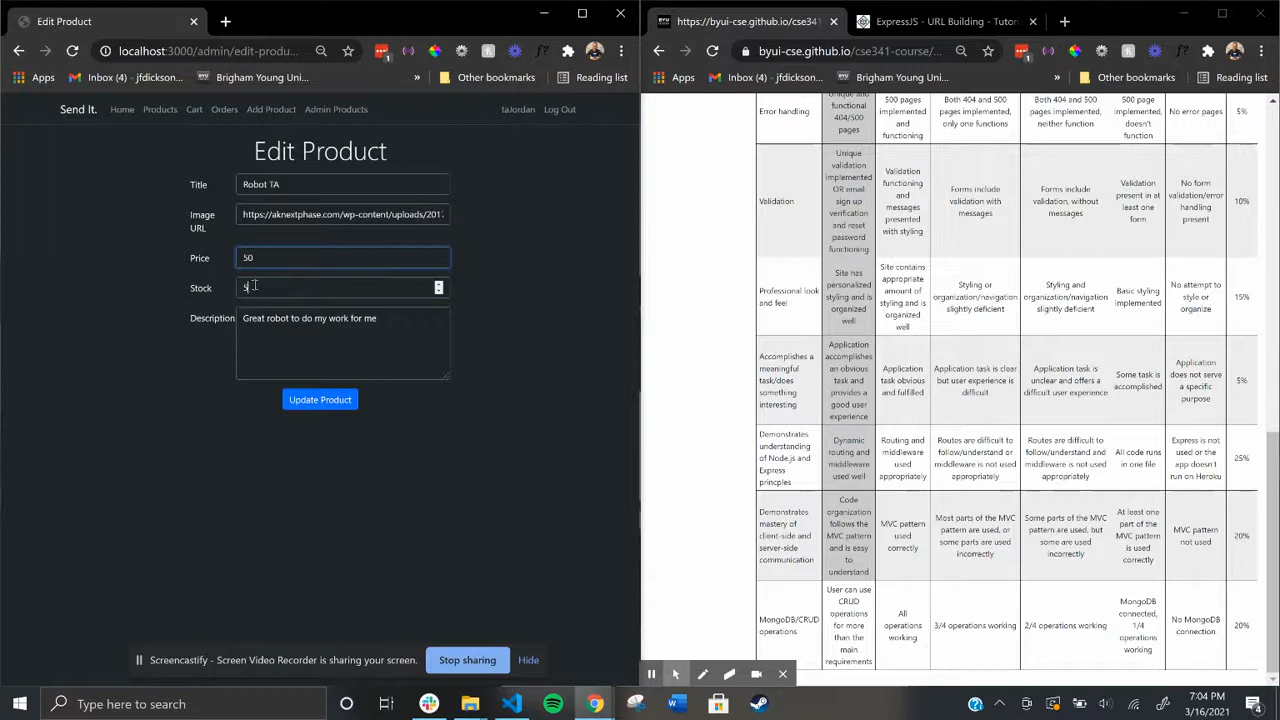 Edit Product
localhost:3000/admin/edit-produ...
1
Apps
Inbox (4) – jfdickson...
BYU
Brigham Young Uni...
»
Other bookmarks
Reading list
Send It.
Home
Products
Cart
Orders
Add Product
Admin Products
taJordan
Log Out
Edit Product
Title
Robot TA
Image
URL
https://aknextphase.com/wp-content/uploads/201
Price
50
Stock
5
Description
Great robot to do my work for me
Update Product
Screencastify - Screen Video Recorder is sharing your screen.
Stop sharing
Hide
https://byui-cse.github.io/cse341
ExpressJS - URL Building - Tutori
byui-cse.github.io/cse341-course/...
1
Apps
Inbox (4) – jfdickson...
BYU
Brigham Young Uni...
»
Other bookmarks
Reading list
Error handling
unique and
functional
404/500
pages
500 pages
implemented
and
functioning
Both 404 and 500
pages implemented,
only one functions
Both 404 and 500
pages implemented,
neither function
500 page
implemented,
doesn't
function
No error pages
5%
Validation
Unique
validation
implemented
OR email
sign up
verification
and reset
password
functioning
Validation
functioning
and
messages
presented
with styling
Forms include
validation with
messages
Forms include
validation, without
messages
Validation
present in at
least one
form
No form
validation/error
handling
present
10%
Professional look
and feel
Site has
personalized
styling and is
organized
well
Site contains
appropriate
amount of
styling and is
organized
well
Styling or
organization/navigation
slightly deficient
Styling and
organization/navigation
slightly deficient
Basic styling
implemented
No attempt to
style or
organize
15%
Accomplishes a
meaningful
task/does
something
interesting
Application
accomplishes
an obvious
task and
provides a
good user
experience
Application
task obvious
and fulfilled
Application task is clear
but user experience is
difficult
Application task is
unclear and offers a
difficult user experience
Some task is
accomplished
Application
does not serve
a specific
purpose
5%
Demonstrates
understanding
of Node.js and
Express
princples
Dynamic
routing and
middleware
used well
Routing and
middleware
used
appropriately
Routes are difficult to
follow/understand or
middleware is not used
appropriately
Routes are difficult to
follow/understand and
middleware is not used
appropriately
All code runs
in one file
Express is not
used or the
app doesn't
run on Heroku
25%
Demonstrates
mastery of
client-side and
server-side
communication
Code
organization
follows the
MVC pattern
and is easy
to
understand
MVC pattern
used
correctly
Most parts of the MVC
pattern are used, or
some parts are used
incorrectly
Some parts of the MVC
pattern are used, but
some are used
incorrectly
At least one
part of the
MVC pattern
is used
correctly
MVC pattern
not used
20%
MongoDB/CRUD
operations
User can use
CRUD
operations
for more
than the
main
requirements
All
operations
working
3/4 operations working
2/4 operations working
MongoDB
connected,
1/4
operations
working
No MongoDB
connection
20%
Type here to search
7:04 PM
3/16/2021
4